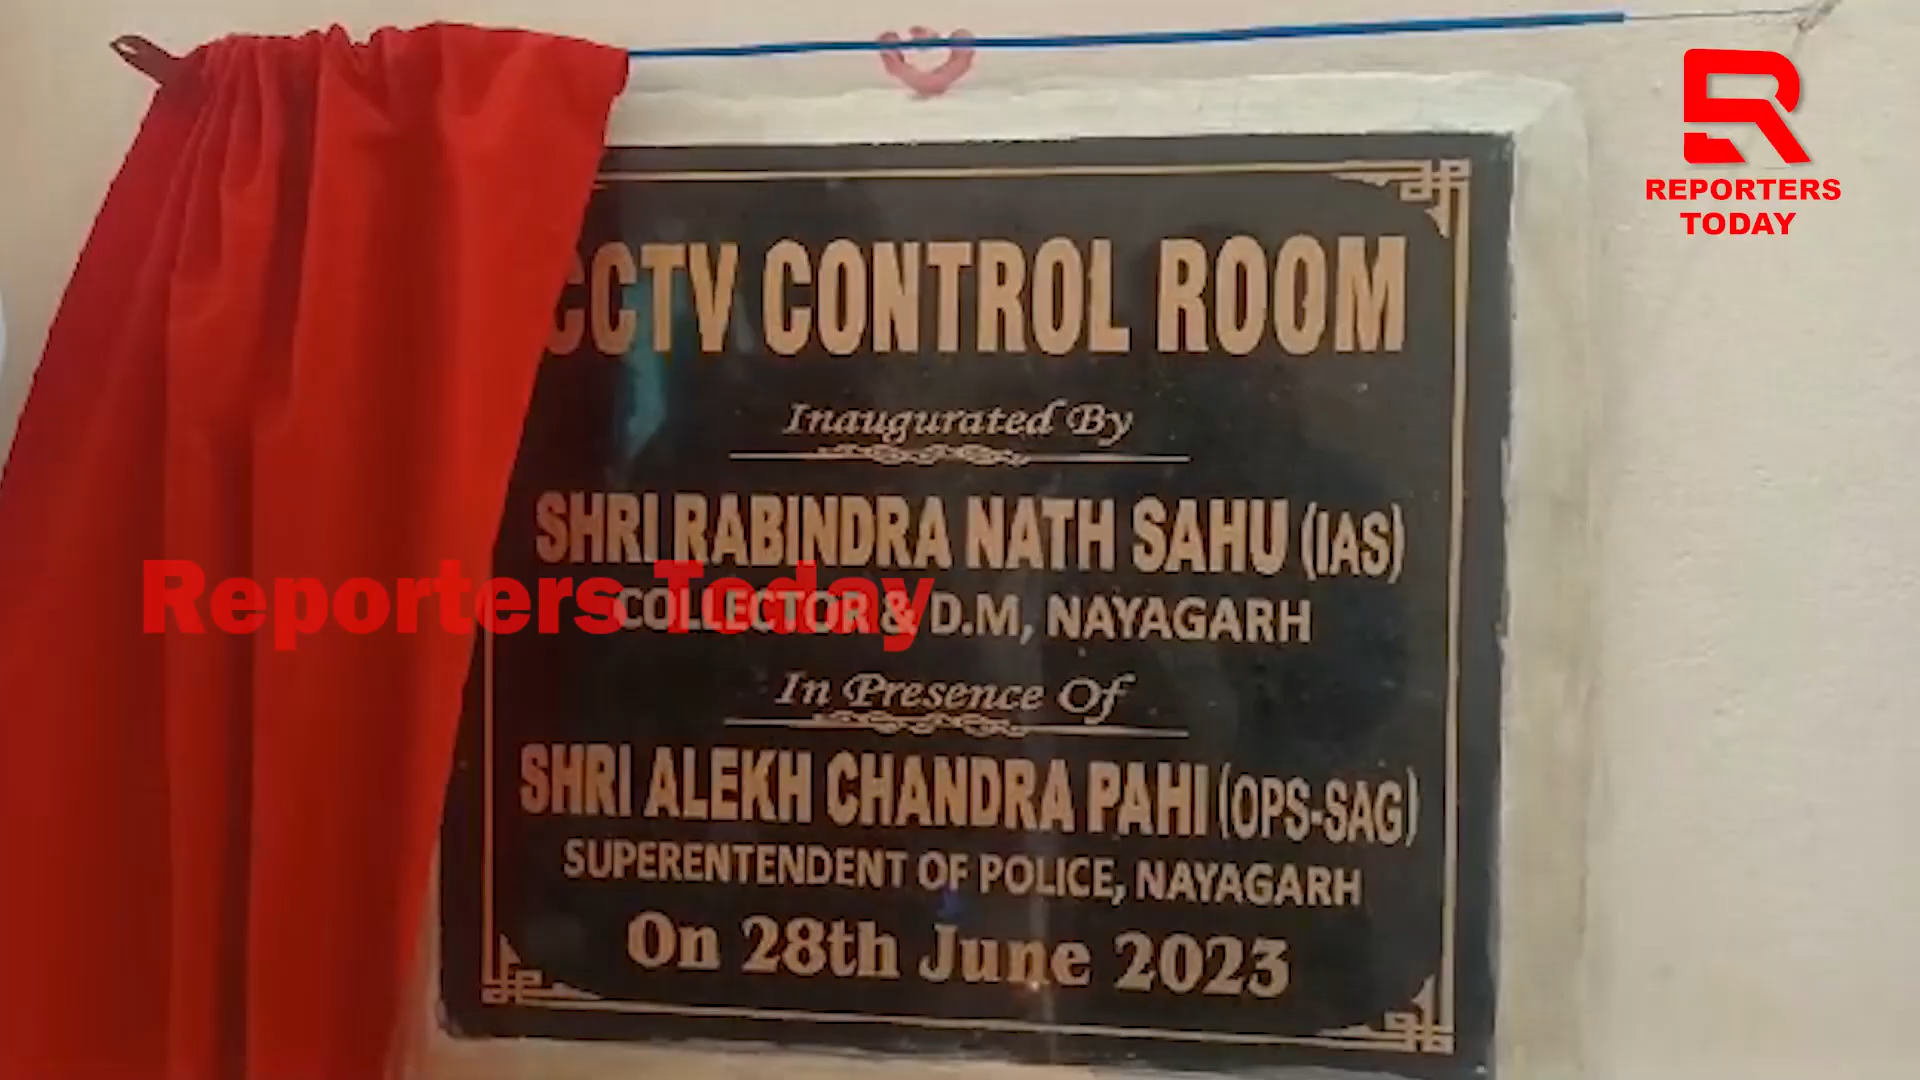 REPORTERS
TODAY
CCTV CONTROL ROOM
Inaugurated By
SHRI RABINDRA NATH SAHU (IAS)
COLLECTOR & D.M, NAYAGARH
Reporters Today
In Presence Of
SHRI ALEKH CHANDRA PAHI (OPS-SAG)
SUPERENTENDENT OF POLICE, NAYAGARH
On 28th June 2023